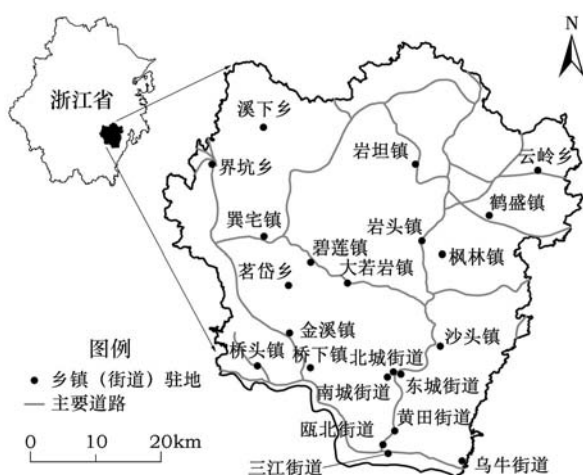 N
浙江省
溪下乡
界坑乡
岩坦镇
云岭乡
鹤盛镇
巽宅镇
岩头镇
碧莲镇
枫林镇
大若岩镇
茗岙乡
金溪镇
沙头镇
桥头镇
桥下镇
北城街道
南城街道
东城街道
黄田街道
瓯北街道
三江街道
乌牛街道
图例
乡镇（街道）驻地
主要道路
0 10 20km